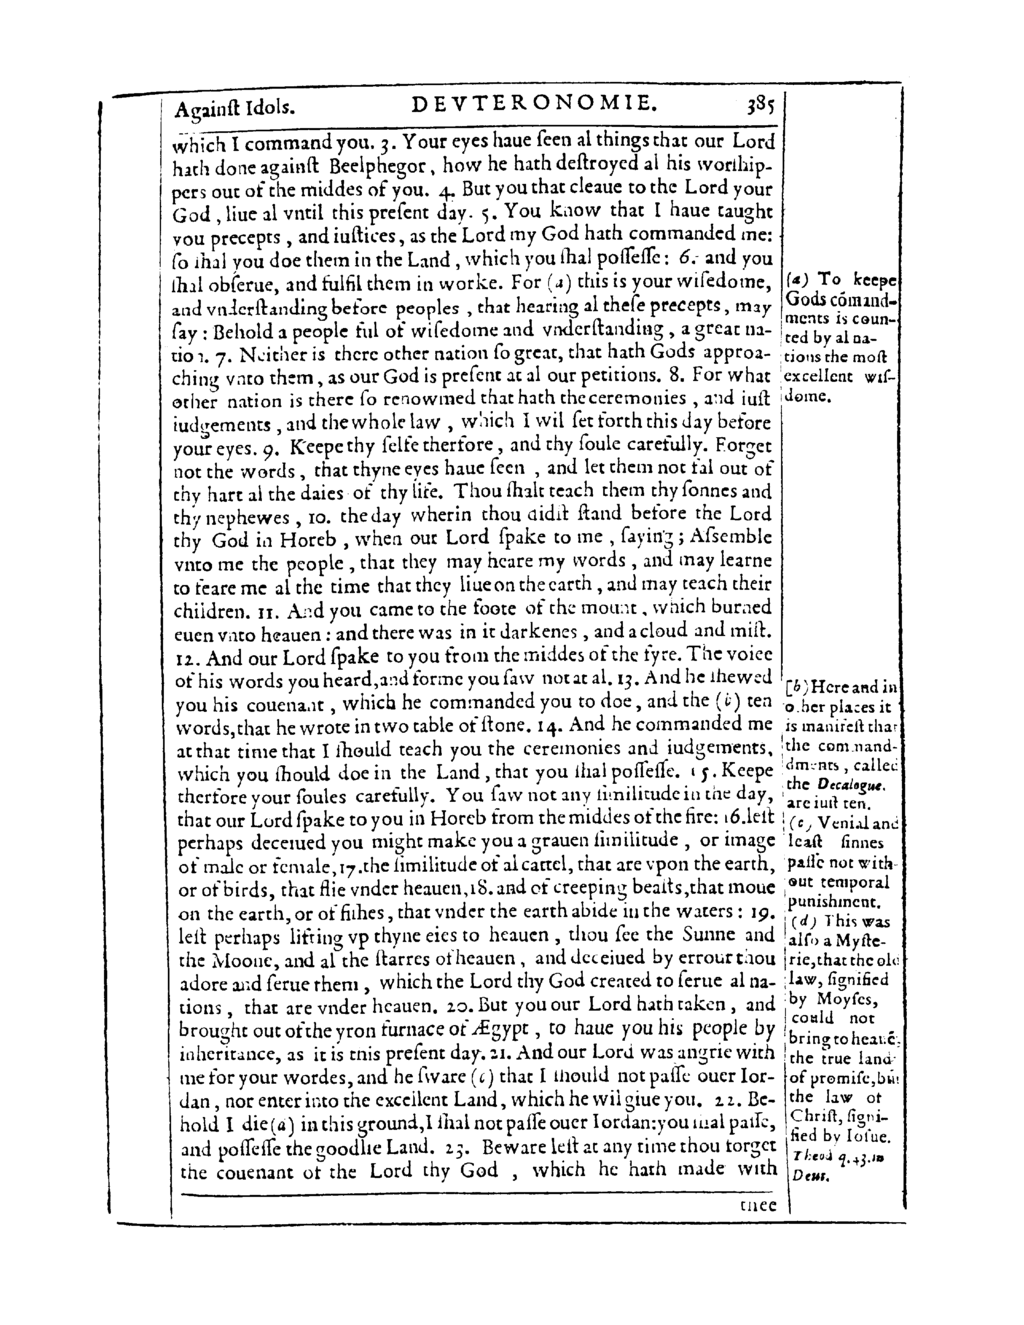 Againſt Idols. DEVTERONOMIE. 385
which I command you. 3. Your eyes haue ſeen al things that our Lord
hath done againſt Beelphegor, how he hath deſtroyed al his worſhip-
pers out of the middes of you. 4. But you that cleaue to the Lord your
God, liue al vntil this preſent day. 5. You know that I haue taught
you precepts, and iuſtices, as the Lord my God hath commanded me:
ſo ſhal you doe them in the Land, which you ſhal poſſeſſe: 6. and you
ſhal obſerue, and fulfil them in worke. For (a) this is your wiſedome,
and vnderſtanding before peoples, that hearing al theſe precepts, may
ſay: Behold a people ful of wiſedome and vnderſtanding, a great na-
tion. 7. Neither is there other nation ſo great, that hath Gods approa-
ching vnto them, as our God is preſent at al our petitions. 8. For what
other nation is there ſo renowmed that hath the ceremonies, and iuſt
iudgements, and the whole law, which I wil ſet forth this day before
your eyes. 9. Keepe thy ſelfe therfore, and thy ſoule carefully. Forget
not the words, that thyne eyes haue ſeen, and let them not fal out of
thy hart al the daies of thy life. Thou ſhalt teach them thy ſonnes and
thy nephewes, 10. the day wherin thou didſt ſtand before the Lord
thy God in Horeb, when our Lord ſpake to me, ſaying; Aſsemble
vnto me the people, that they may heare my words, and may learne
to feare me al the time that they liue on the earth, and may teach their
children. 11. And you came to the foote of the mount, which burned
euen vnto heauen: and there was in it darkenes, and a cloud and miſt.
12. And our Lord ſpake to you from the middes of the fyre. The voice
of his words you heard, and forme you ſaw not at al. 13. And he ſhewed
you his couenant, which he commanded you to doe, and the (b) ten
words, that he wrote in two table of ſtone. 14. And he commanded me
at that time that I ſhould teach you the ceremonies and iudgements,
which you ſhould doe in the Land, that you ſhal poſſeſſe. 15. Keepe
therfore your ſoules carefully. You ſaw not any ſimilitude in the day,
that our Lord ſpake to you in Horeb from the middes of the fire: 16. leſt
perhaps deceiued you might make you a grauen ſimilitude, or image
of male or female, 17. the ſimilitude of al cattel, that are vpon the earth,
or of birds, that flie vnder heauen, 18. and of creeping beaſts, that moue
on the earth, or of fiſhes, that vnder the earth abide in the waters: 19.
leſt perhaps lifting vp thyne eies to heauen, thou ſee the Sunne and
the Moone, and al the ſtarres of heauen, and deceiued by errour thou
adore and ſerue them, which the Lord thy God created to ſerue al na-
tions, that are vnder heauen. 20. But you our Lord hath taken, and
brought out of the yron furnace of Ægypt, to haue you his people by
inheritance, as it is this preſent day. 21. And our Lord was angrie with
me for your wordes, and he ſware (c) that I ſhould not paſſe ouer Ior-
dan, nor enter into the excellent Land, which he wil giue you. 22. Be-
hold I die (d) in this ground, I ſhal not paſſe ouer Iordan: you ſhal paſſe,
and poſſeſſe the goodlie Land. 23. Beware leſt at any time thou forget
the couenant of the Lord thy God, which he hath made with
thee
(a) To keepe
Gods cõmand-
ments is coun-
ted by al na-
tions the moſt
excellent wiſ-
dome.
(b) Here and in
other places it
is manifeſt that
the command-
dments, called
the Decalogue,
are iuſt ten.
(c) Venial and
leaſt ſinnes
paſſe not with-
out temporal
punishment.
(d) This was
alſo a Myſte-
rie, that the old
law, ſignified
by Moyſes,
could not
bring to heauẽ,
the true land
of promiſe, but
the law of
Chriſt, ſigni-
fied by Ioſue.
Theod. q. 43. in
Deut.